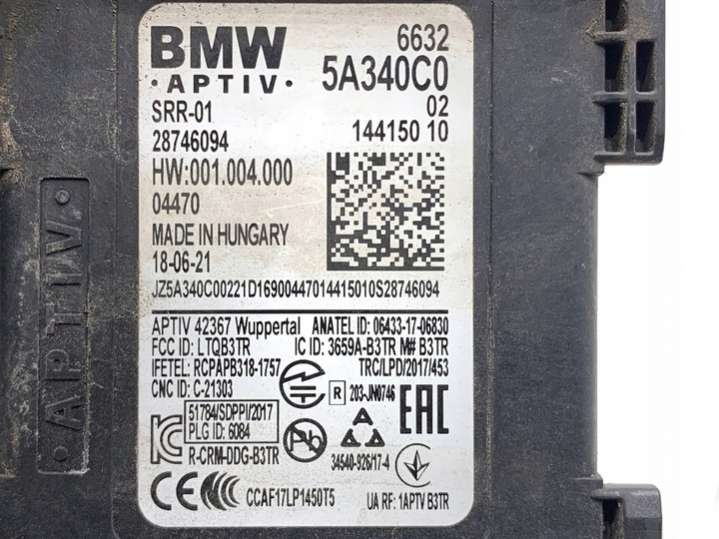 BMW 6632
· APTIV · 5A340C0
SRR-01 02
28746094 144150 10
HW:001.004.000
04470
MADE IN HUNGARY
18-06-21
JZ5A340C00221D16900447014415010S28746094
APTIV 42367 Wuppertal ANATEL ID: 06433-17-06830
FCC ID: LTQB3TR IC ID: 3659A-B3TR M# B3TR
IFETEL: RCPAPB318-1757 TRC/LPD/2017/453
CNC ID: C-21303 R 203-JN0746
51784/SDPPI/2017 EAC
PLG ID: 6084
R-CRM-DDG-B3TR Pb 34540-926/17-4
CE CCC CCAF17LP1450T5 UA RF: 1APTV B3TR
· APTIV ·